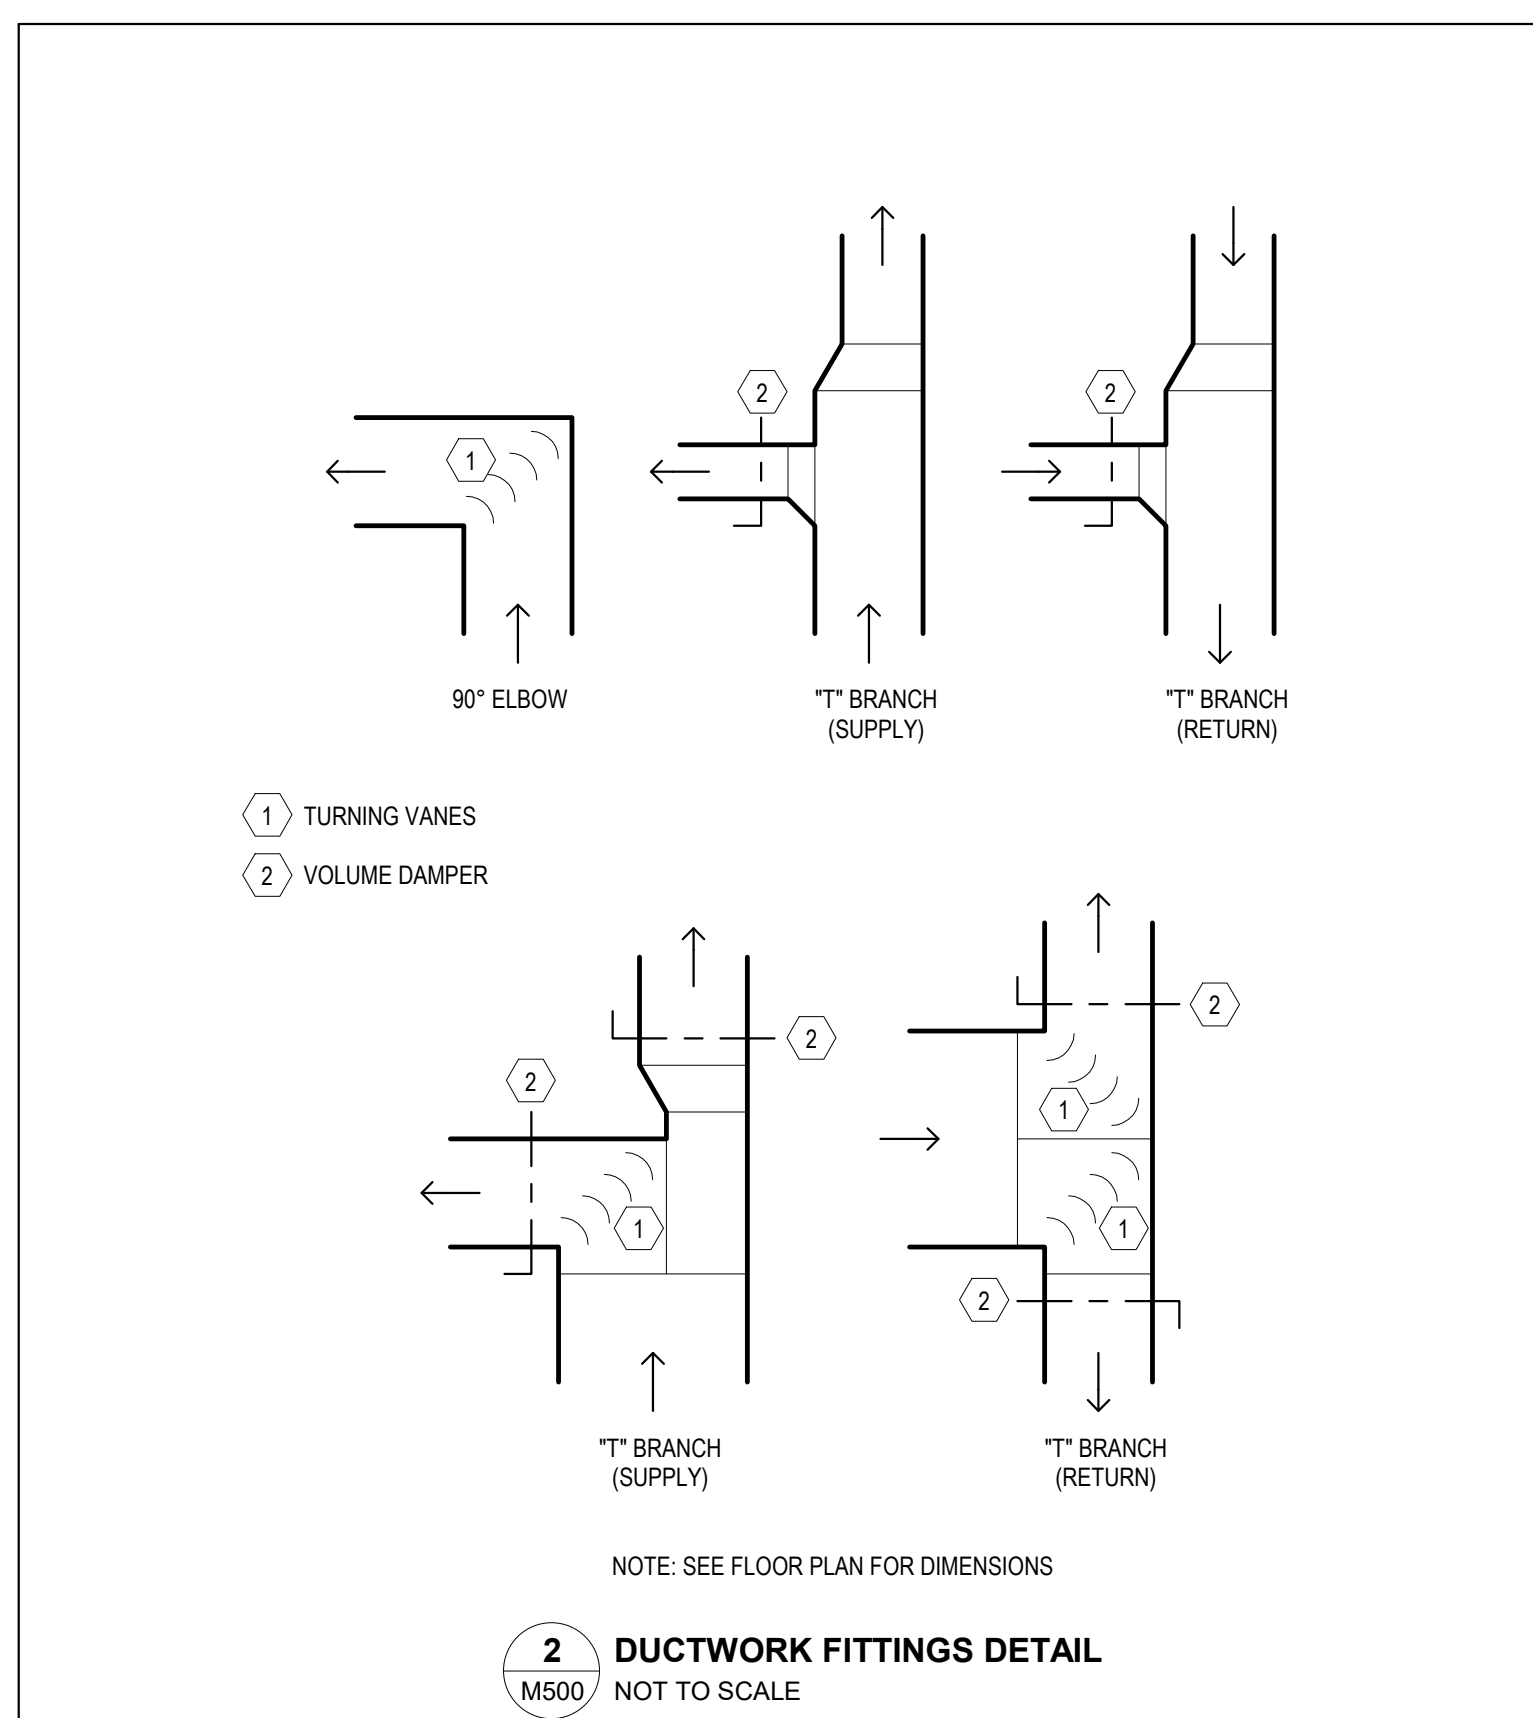 2
2
1
90° ELBOW
"T" BRANCH
(SUPPLY)
"T" BRANCH
(RETURN)
1 TURNING VANES
2 VOLUME DAMPER
2
2
2
1
1
1
2
"T" BRANCH
(SUPPLY)
"T" BRANCH
(RETURN)
NOTE: SEE FLOOR PLAN FOR DIMENSIONS
2
M500
DUCTWORK FITTINGS DETAIL
NOT TO SCALE